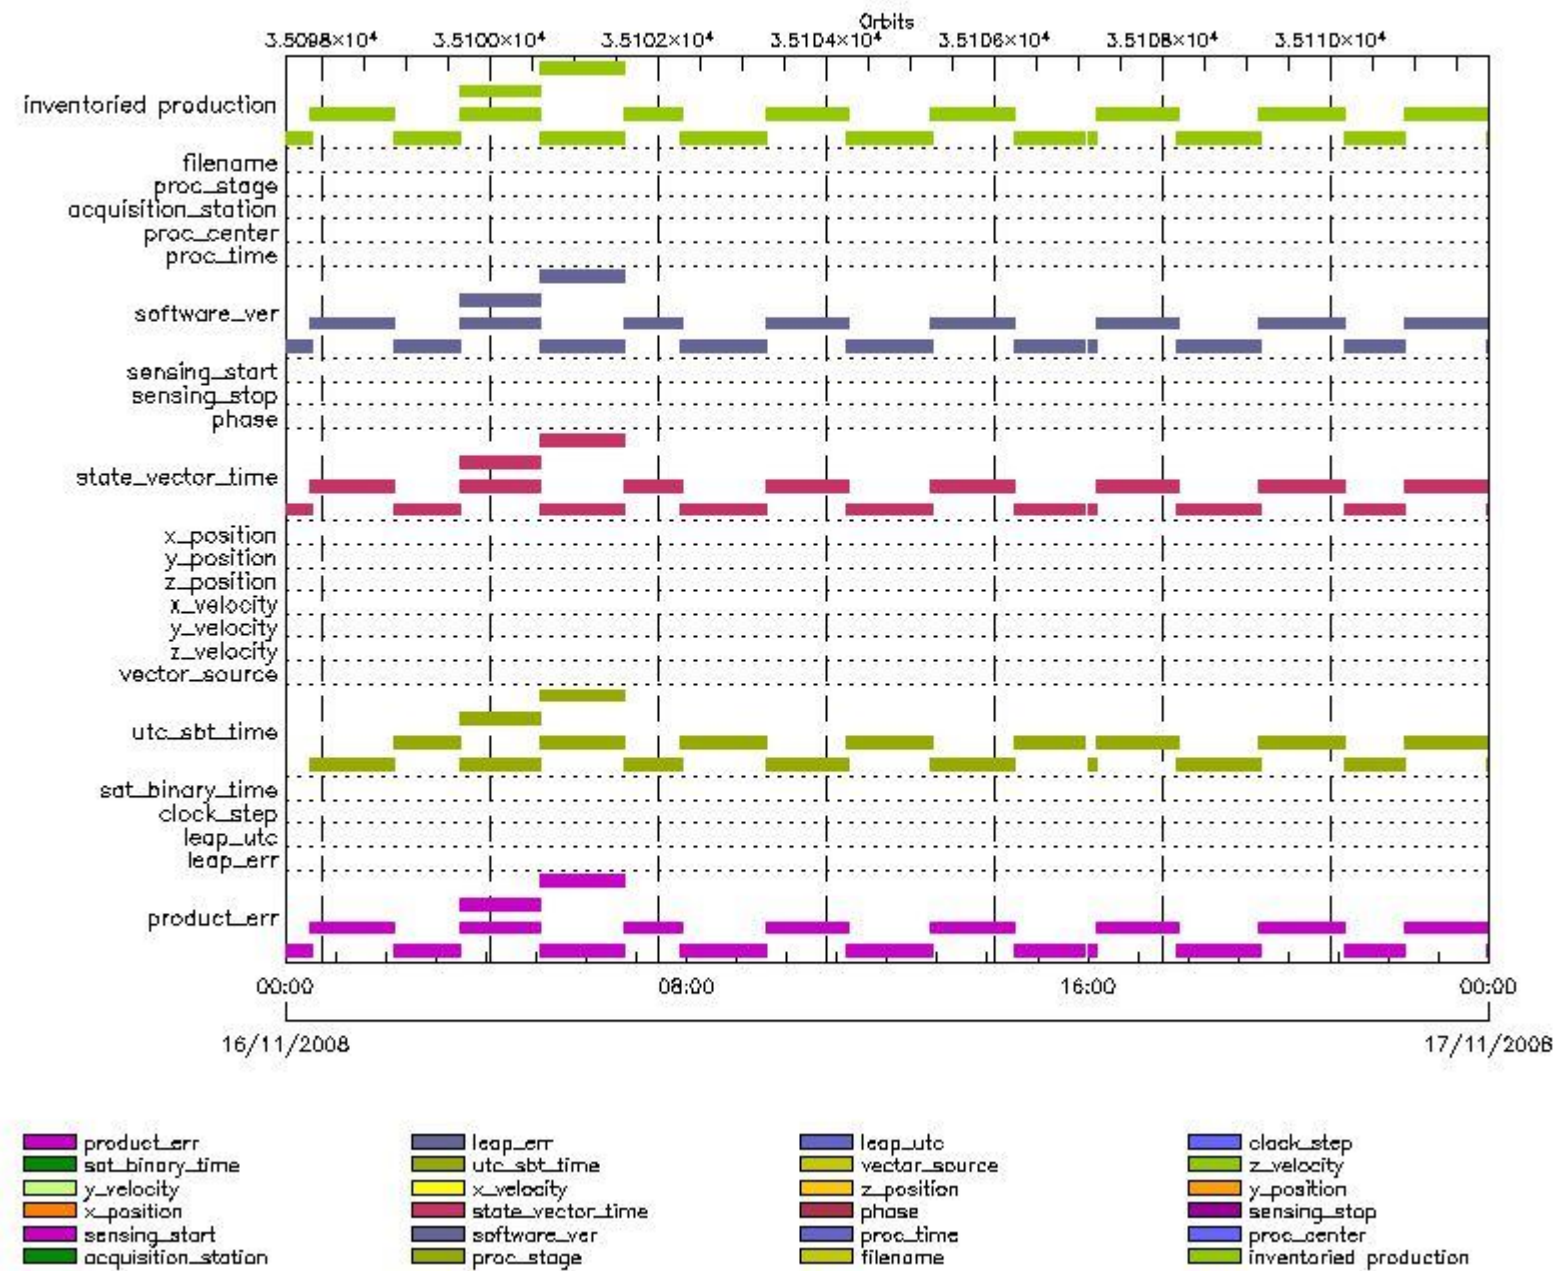 Orbits
3.5098×10⁴ 3.5100×10⁴ 3.5102×10⁴ 3.5104×10⁴ 3.5106×10⁴ 3.5108×10⁴ 3.5110×10⁴
inventoried production
filename
proc_stage
acquisition_station
proc_center
proc_time
software_ver
sensing_start
sensing_stop
phase
state_vector_time
x_position
y_position
z_position
x_velocity
y_velocity
z_velocity
vector_source
utc_sbt_time
sat_binary_time
clock_step
leap_utc
leap_err
product_err
00:00 08:00 16:00 00:00
16/11/2008 17/11/2008
product_err leap_err leap_utc clock_step
sat_binary_time utc_sbt_time vector_source z_velocity
y_velocity x_velocity z_position y_position
x_position state_vector_time phase sensing_stop
sensing_start software_ver proc_time proc_center
acquisition_station proc_stage filename inventoried production